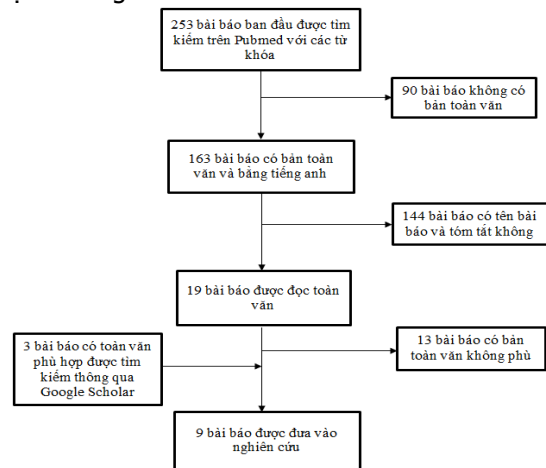 253 bài báo ban đầu được tìm
kiếm trên Pubmed với các từ
khóa
90 bài báo không có
bản toàn văn
163 bài báo có bản toàn
văn và bằng tiếng anh
144 bài báo có tên bài
báo và tóm tắt không
19 bài báo được đọc toàn
văn
3 bài báo có toàn văn
phù hợp được tìm
kiếm thông qua
Google Scholar
13 bài báo có bản
toàn văn không phù
9 bài báo được đưa vào
nghiên cứu